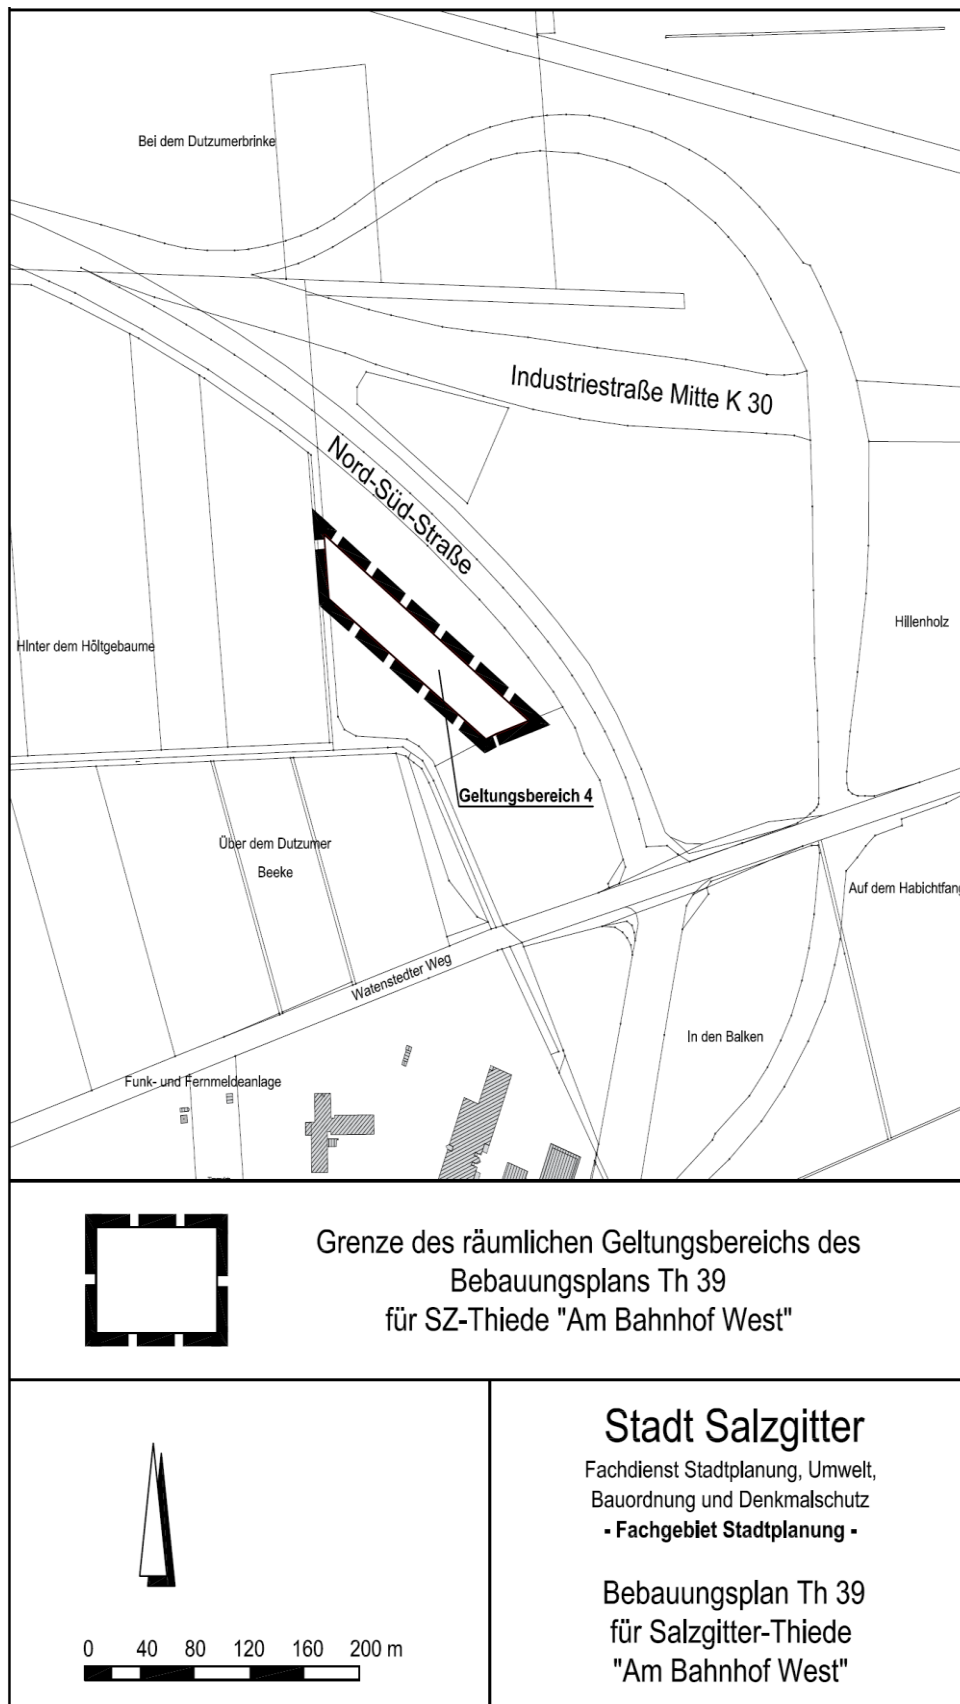 Bei dem Dutzumerbrinke
Industriestraße Mitte K 30
Nord-Süd-Straße
Hillenholz
HInter dem Höltgebaume
Geltungsbereich 4
Über dem Dutzumer
Beeke
Auf dem Habichtfang
Watenstedter Weg
In den Balken
Funk- und Fernmeldeanlage
Grenze des räumlichen Geltungsbereichs des
Bebauungsplans Th 39
für SZ-Thiede "Am Bahnhof West"
Stadt Salzgitter
Fachdienst Stadtplanung, Umwelt,
Bauordnung und Denkmalschutz
- Fachgebiet Stadtplanung -
Bebauungsplan Th 39
für Salzgitter-Thiede
"Am Bahnhof West"
0 40 80 120 160 200 m